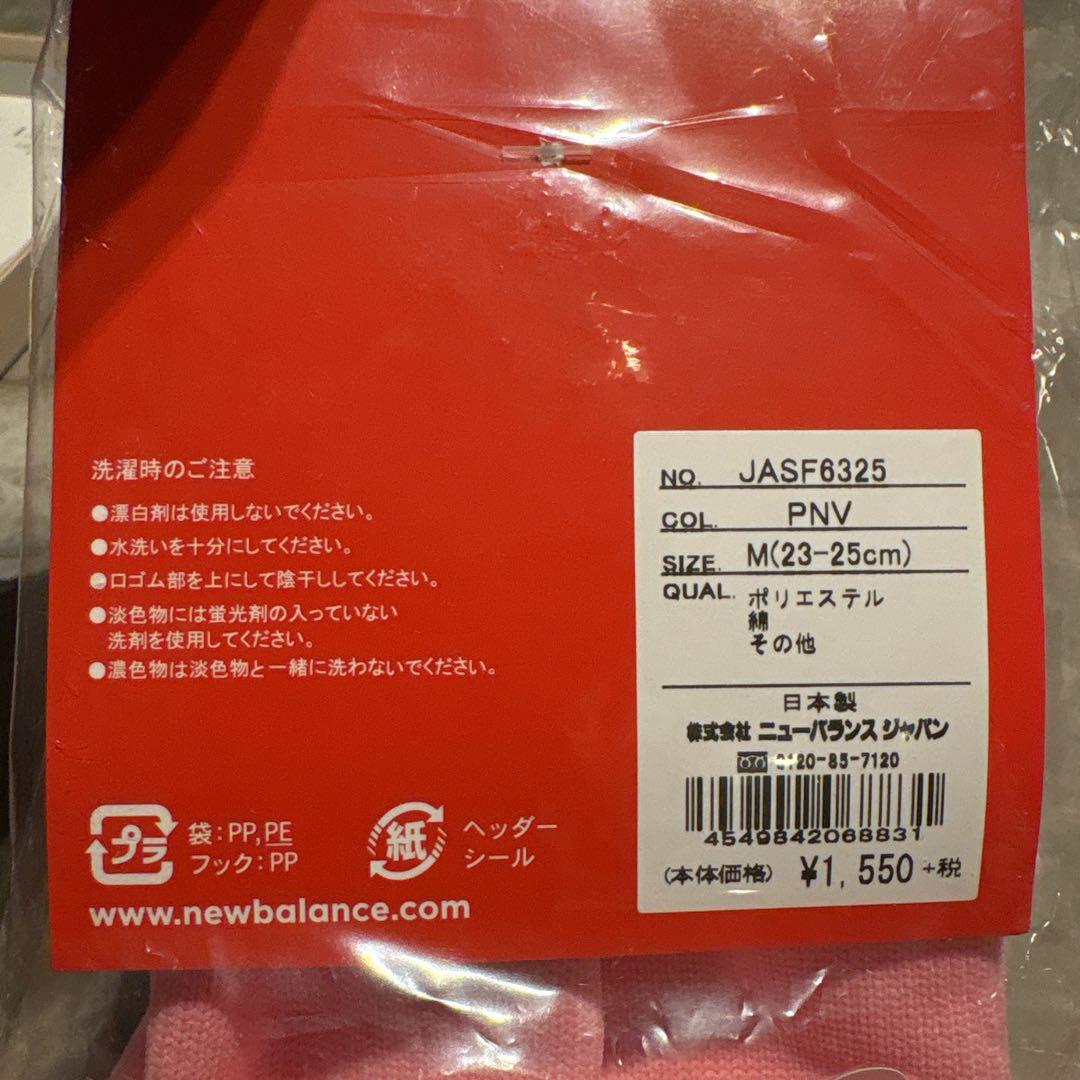 洗濯時のご注意
●漂白剤は使用しないでください。
●水洗いを十分にしてください。
●口ゴム部を上にして陰干ししてください。
●淡色物には蛍光剤の入っていない
洗剤を使用してください。
●濃色物は淡色物と一緒に洗わないでください。
プラ
袋:PP,PE
フック:PP
紙
ヘッダー
シール
www.newbalance.com
NO. JASF6325
COL. PNV
SIZE. M(23-25cm)
QUAL. ポリエステル
綿
その他
日本製
株式会社 ニューバランス ジャパン
0120-85-7120
4549842068831
(本体価格) ¥1,550+税